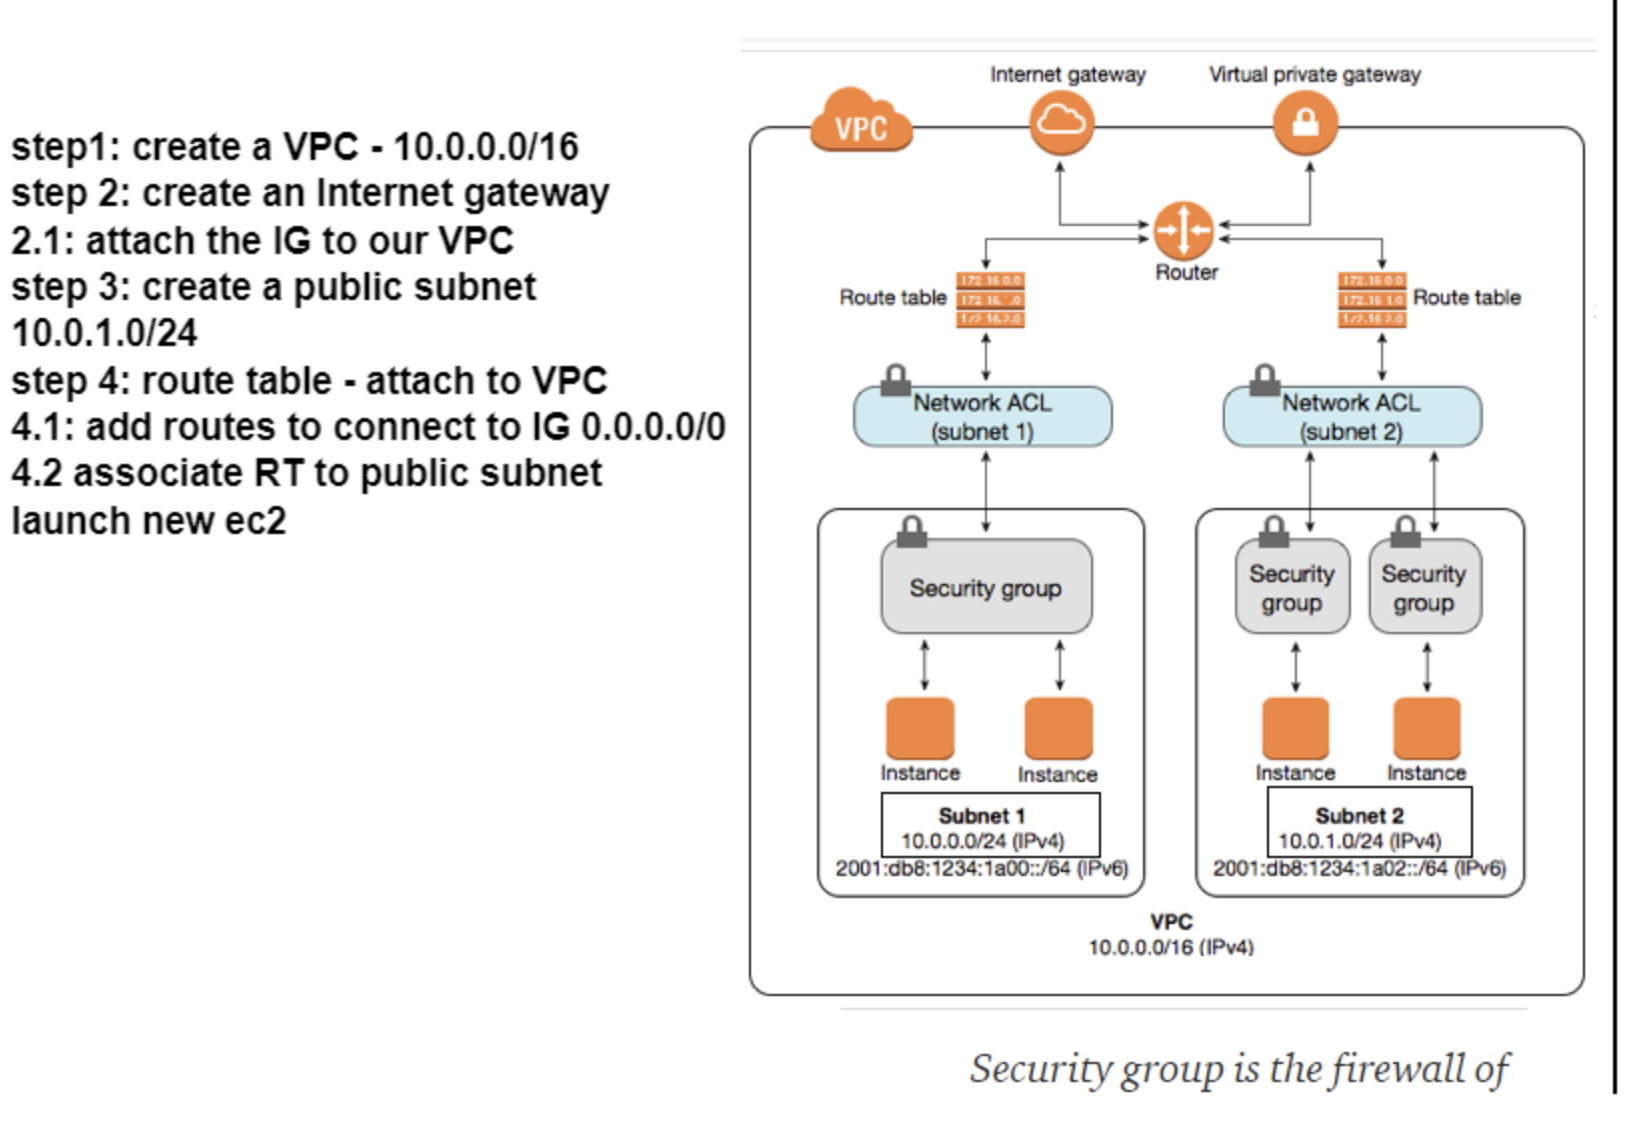 step1: create a VPC - 10.0.0.0/16
step 2: create an Internet gateway
2.1: attach the IG to our VPC
step 3: create a public subnet
10.0.1.0/24
step 4: route table - attach to VPC
4.1: add routes to connect to IG 0.0.0.0/0
4.2 associate RT to public subnet
launch new ec2
Internet gateway
Virtual private gateway
VPC
Router
Route table
172.16.0.0
172.16.2.0
172.16.0.0
172.16.1.0
172.16.2.0
Route table
Network ACL
(subnet 1)
Network ACL
(subnet 2)
Security group
Security
group
Security
group
Instance
Instance
Instance
Instance
Subnet 1
10.0.0.0/24 (IPv4)
2001:db8:1234:1a00::/64 (IPv6)
Subnet 2
10.0.1.0/24 (IPv4)
2001:db8:1234:1a02::/64 (IPv6)
VPC
10.0.0.0/16 (IPv4)
Security group is the firewall of